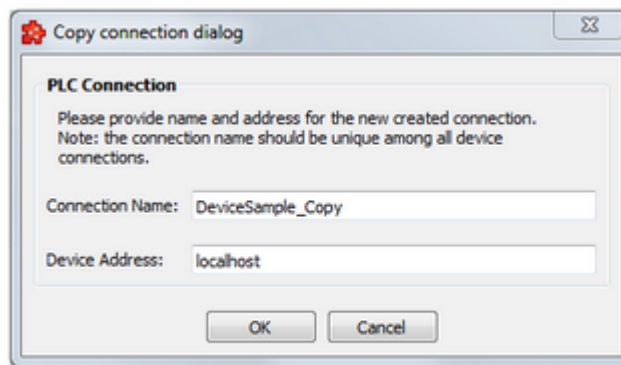 Copy connection dialog
PLC Connection
Please provide name and address for the new created connection.
Note: the connection name should be unique among all device
connections.
Connection Name: DeviceSample_Copy
Device Address: localhost
OK Cancel